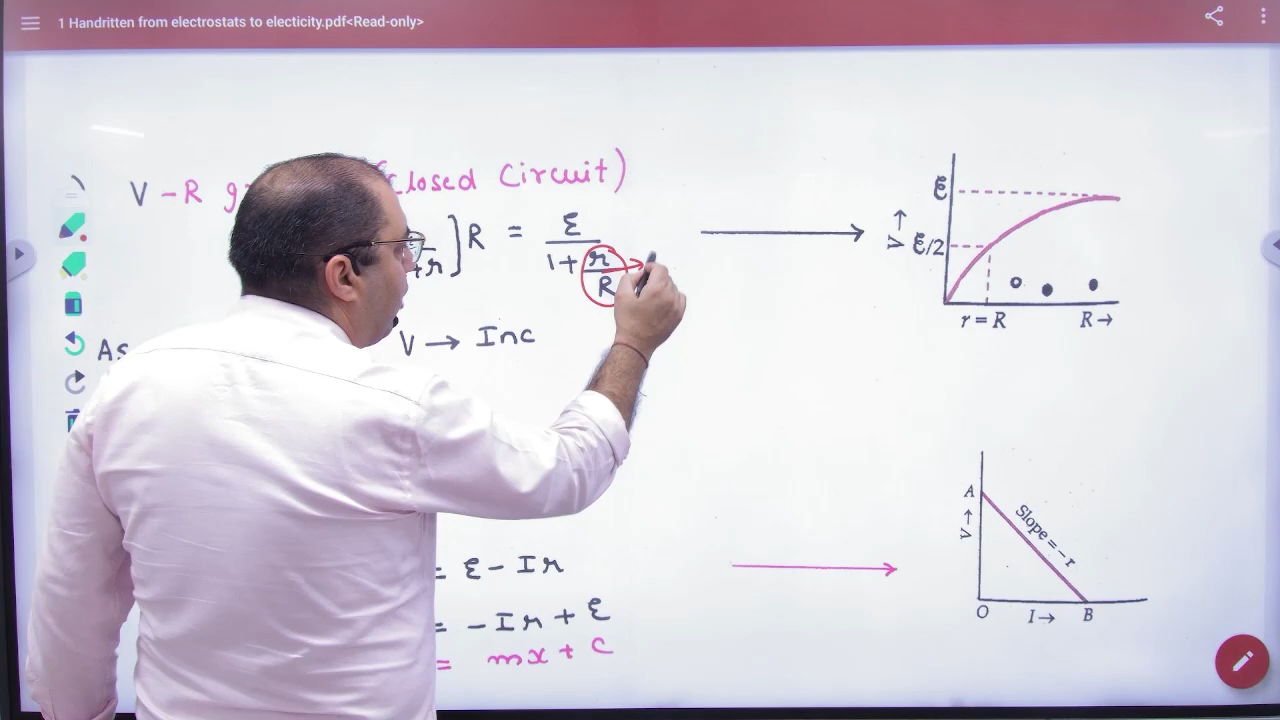 1 Handritten from electrostats to electicity.pdf<Read-only>
V - R (Closed Circuit)
]R = ε / 1 + r/R
As V → Inc
= ε - Ir
= -Ir + ε
= mx + c
ε
V →
ε/2
r = R R →
A
V →
Slope = -r
O I → B